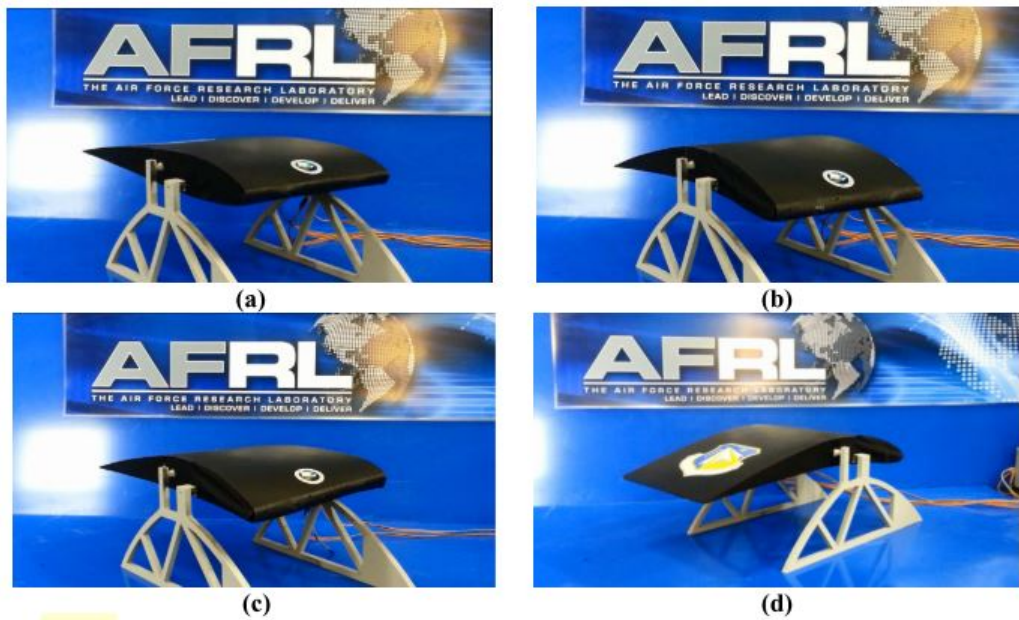 AFRL
THE AIR FORCE RESEARCH LABORATORY
LEAD I DISCOVER I DEVELOP I DELIVER
AFRL
THE AIR FORCE RESEARCH LABORATORY
LEAD I DISCOVER I DEVELOP I DELIVER
(a)
(b)
AFRL
THE AIR FORCE RESEARCH LABORATORY
LEAD I DISCOVER I DEVELOP I DELIVER
AFRL
THE AIR FORCE RESEARCH LABORATORY
LEAD I DISCOVER I DEVELOP I DELIVER
(c)
(d)